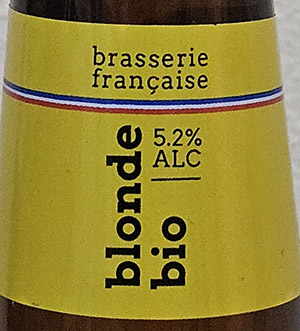 brasserie
française
blonde
bio
5.2%
ALC